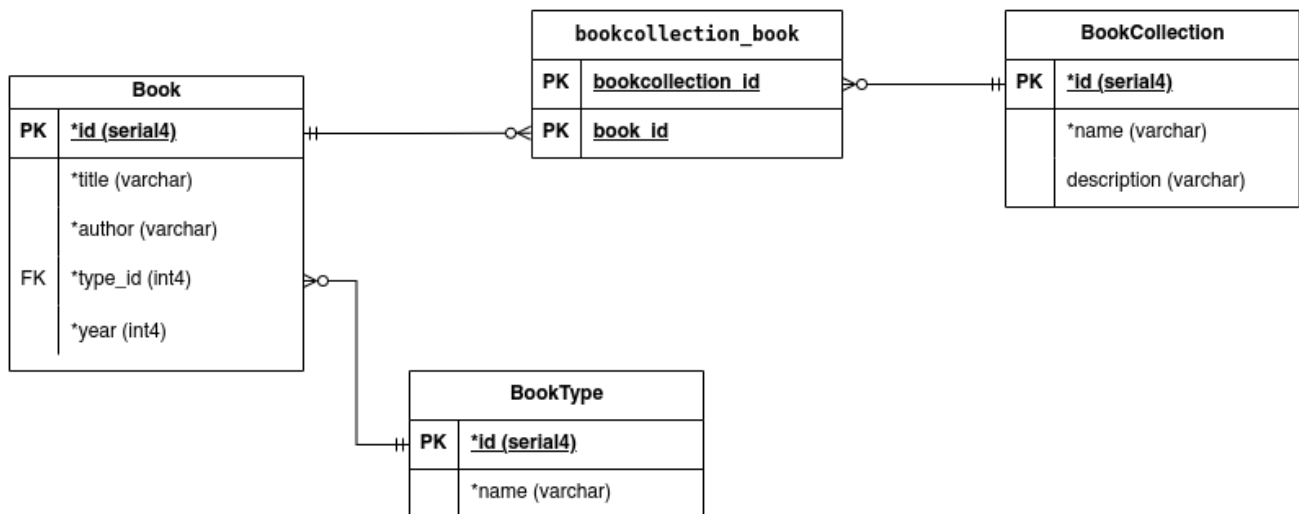 bookcollection_book
PK bookcollection_id
PK book_id
BookCollection
PK *id (serial4)
*name (varchar)
description (varchar)
Book
PK *id (serial4)
*title (varchar)
*author (varchar)
FK *type_id (int4)
*year (int4)
BookType
PK *id (serial4)
*name (varchar)